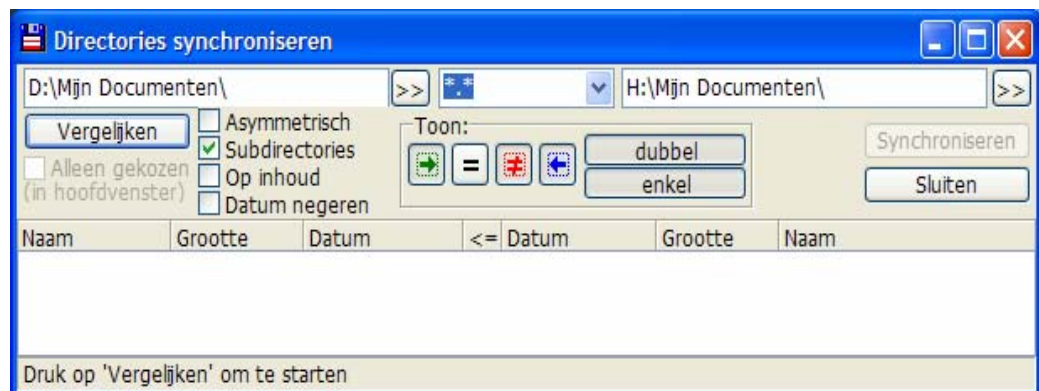 Directories synchroniseren
D:\Mijn Documenten\ >> *.* H:\Mijn Documenten\ >>
Vergelijken
Alleen gekozen
(in hoofdvenster)
Asymmetrisch
Subdirectories
Op inhoud
Datum negeren
Toon:
= ≠
dubbel
enkel
Synchroniseren
Sluiten
Naam Grootte Datum <= Datum Grootte Naam
Druk op 'Vergelijken' om te starten